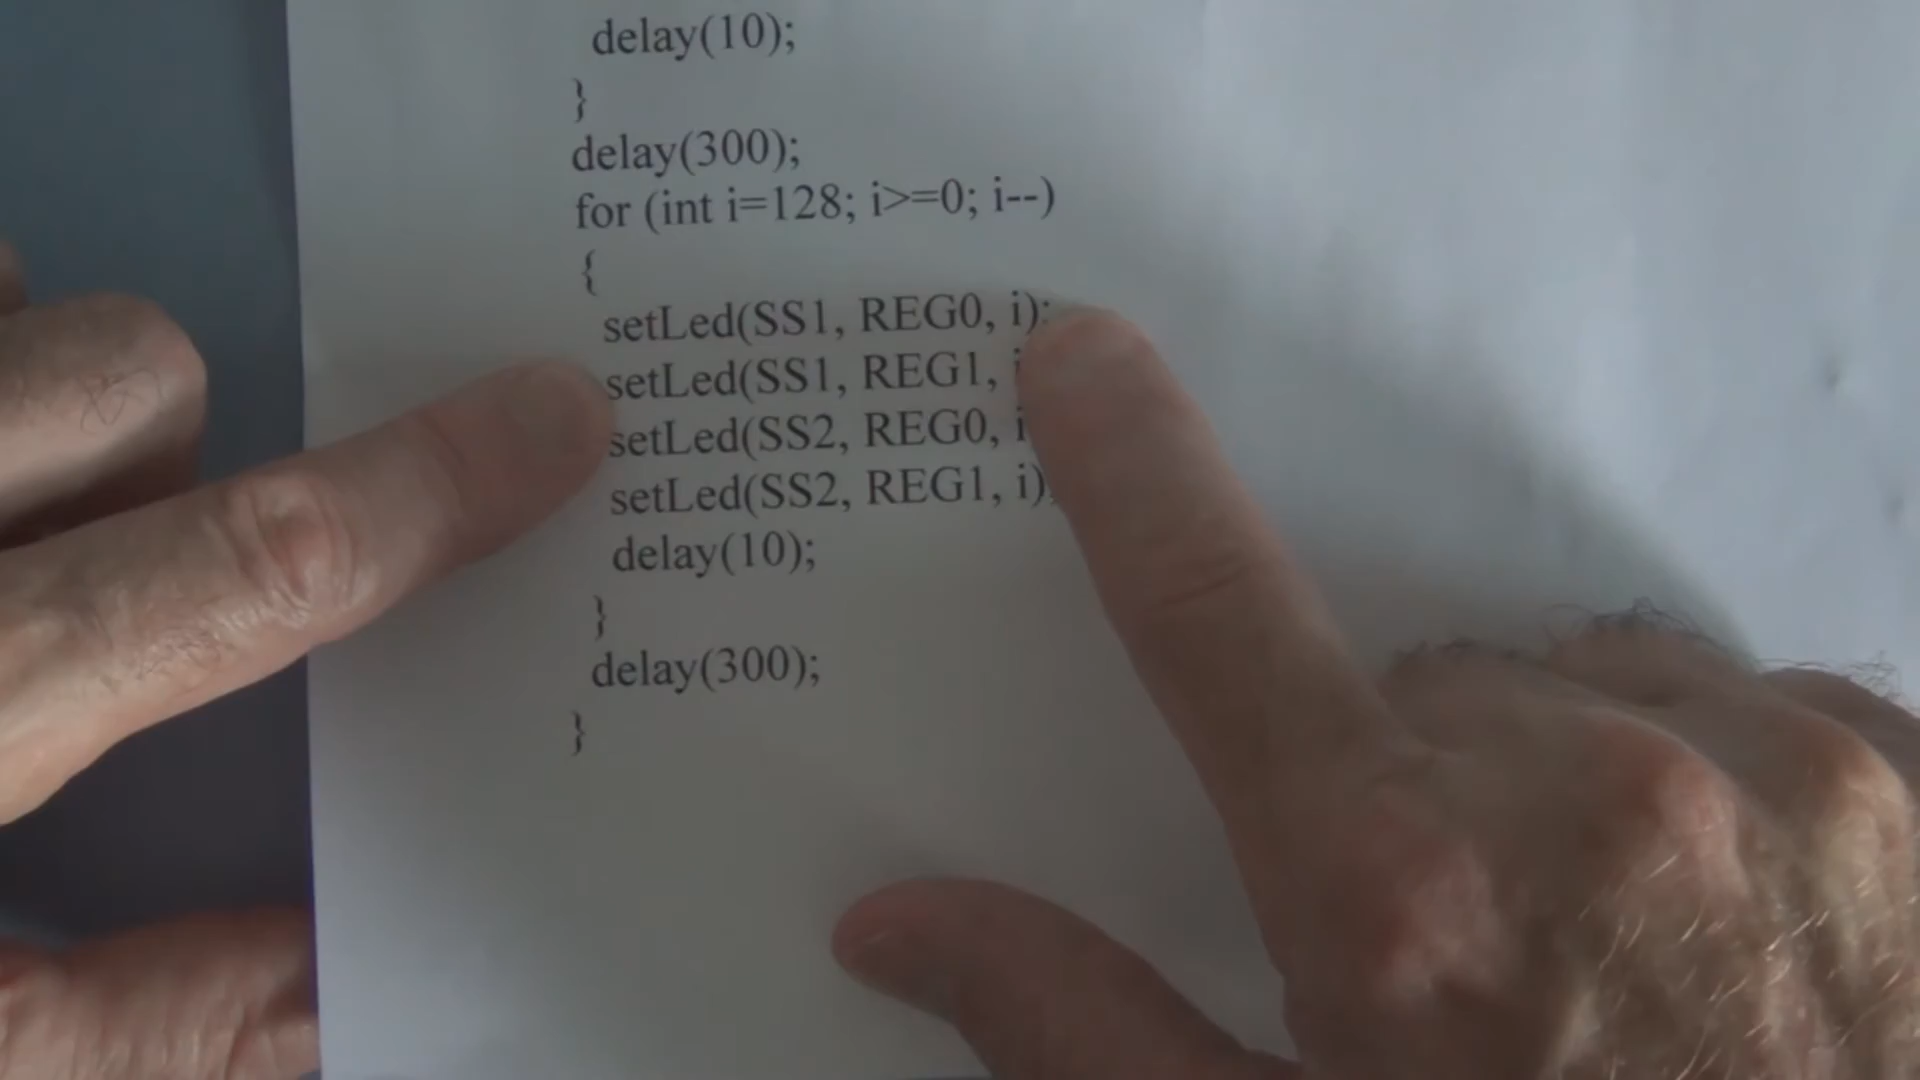 delay(10);
}
delay(300);
for (int i=128; i>=0; i--)
{
setLed(SS1, REG0, i);
setLed(SS1, REG1, i
setLed(SS2, REG0, i
setLed(SS2, REG1, i);
delay(10);
}
delay(300);
}